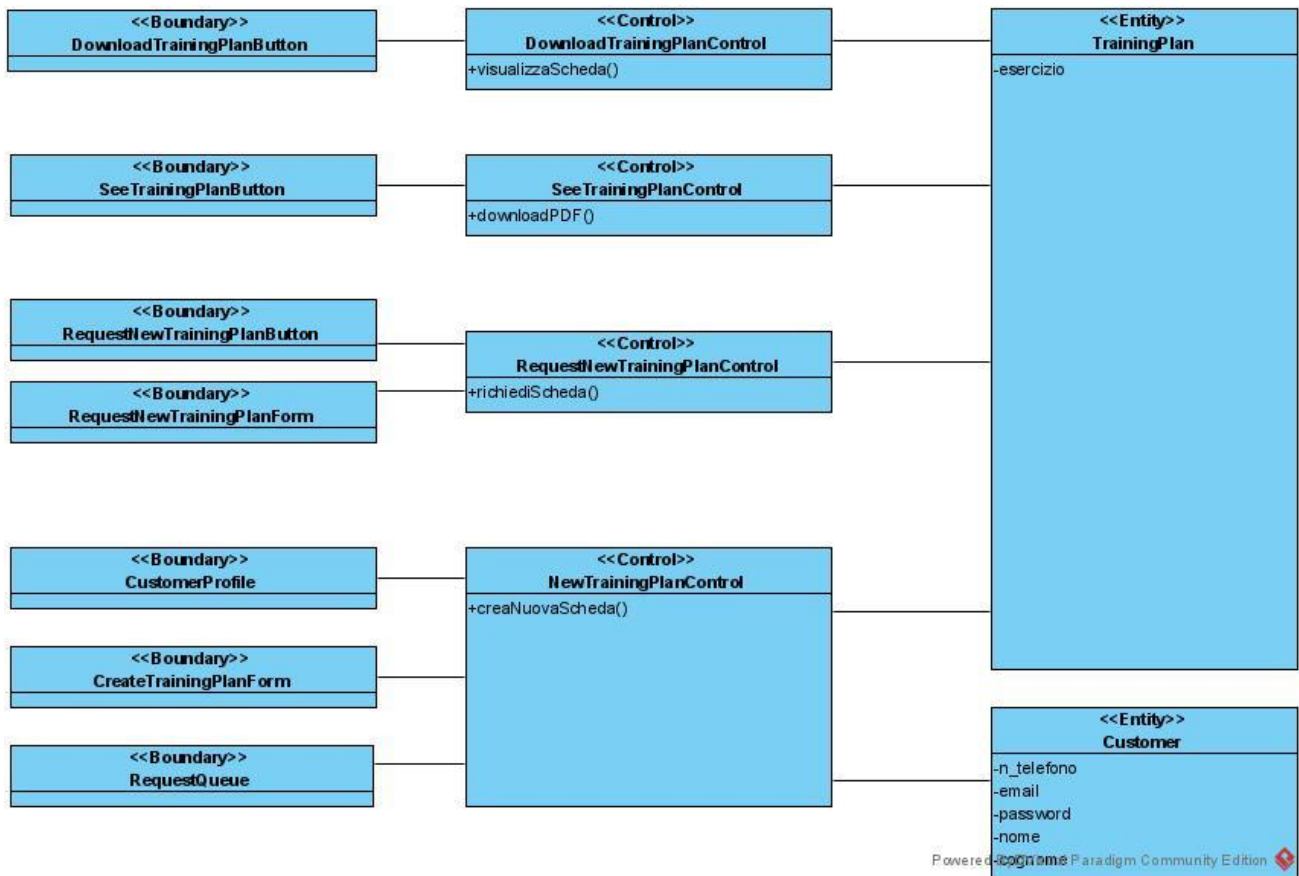 <<Boundary>>
DownloadTrainingPlanButton
<<Control>>
DownloadTrainingPlanControl
+visualizzaScheda()
<<Entity>>
TrainingPlan
-esercizio
<<Boundary>>
SeeTrainingPlanButton
<<Control>>
SeeTrainingPlanControl
+downloadPDF()
<<Boundary>>
RequestNewTrainingPlanButton
<<Boundary>>
RequestNewTrainingPlanForm
<<Control>>
RequestNewTrainingPlanControl
+richiediScheda()
<<Boundary>>
CustomerProfile
<<Boundary>>
CreateTrainingPlanForm
<<Boundary>>
RequestQueue
<<Control>>
NewTrainingPlanControl
+creaNuovaScheda()
<<Entity>>
Customer
-n_telefono
-email
-password
-nome
Powered Paradigm Community Edition